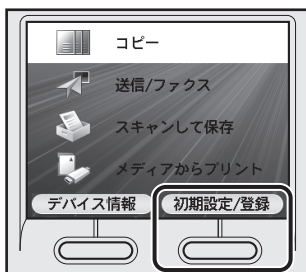 コピー
送信/ファクス
スキャンして保存
メディアからプリント
デバイス情報 初期設定/登録